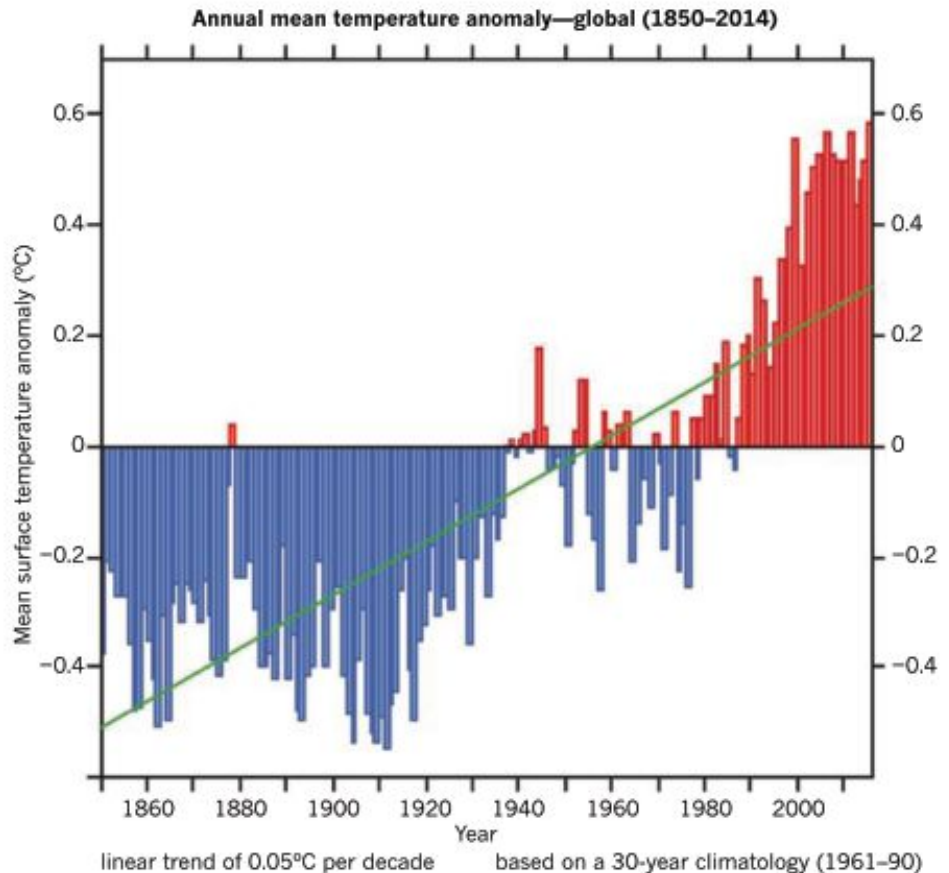 Annual mean temperature anomaly—global (1850–2014)
0.6
0.6
0.4
0.4
0.2
0.2
0
0
−0.2
−0.2
−0.4
−0.4
Mean surface temperature anomaly (ºC)
1860 1880 1900 1920 1940 1960 1980 2000
Year
linear trend of 0.05ºC per decade based on a 30-year climatology (1961–90)